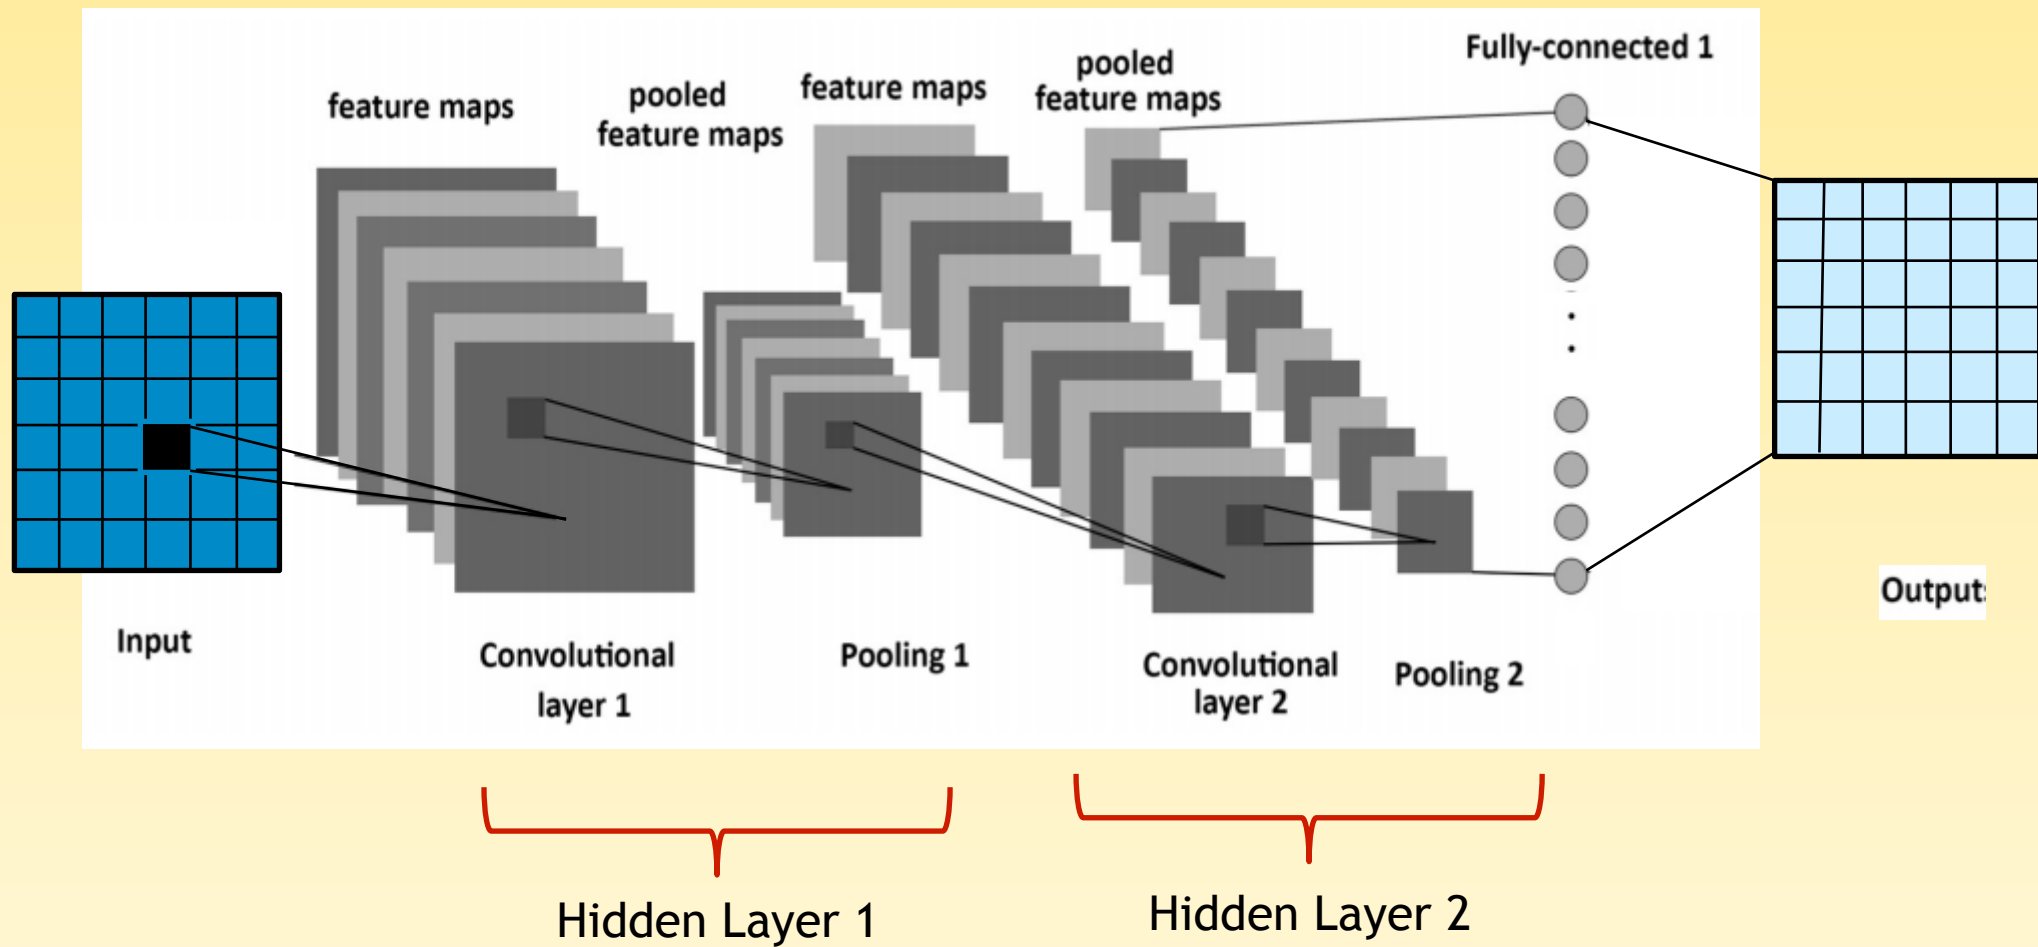 Fully-connected 1
pooled
feature maps
feature maps
pooled
feature maps
feature maps
Input
Convolutional
layer 1
Pooling 1
Convolutional
layer 2
Pooling 2
Output
Hidden Layer 1
Hidden Layer 2